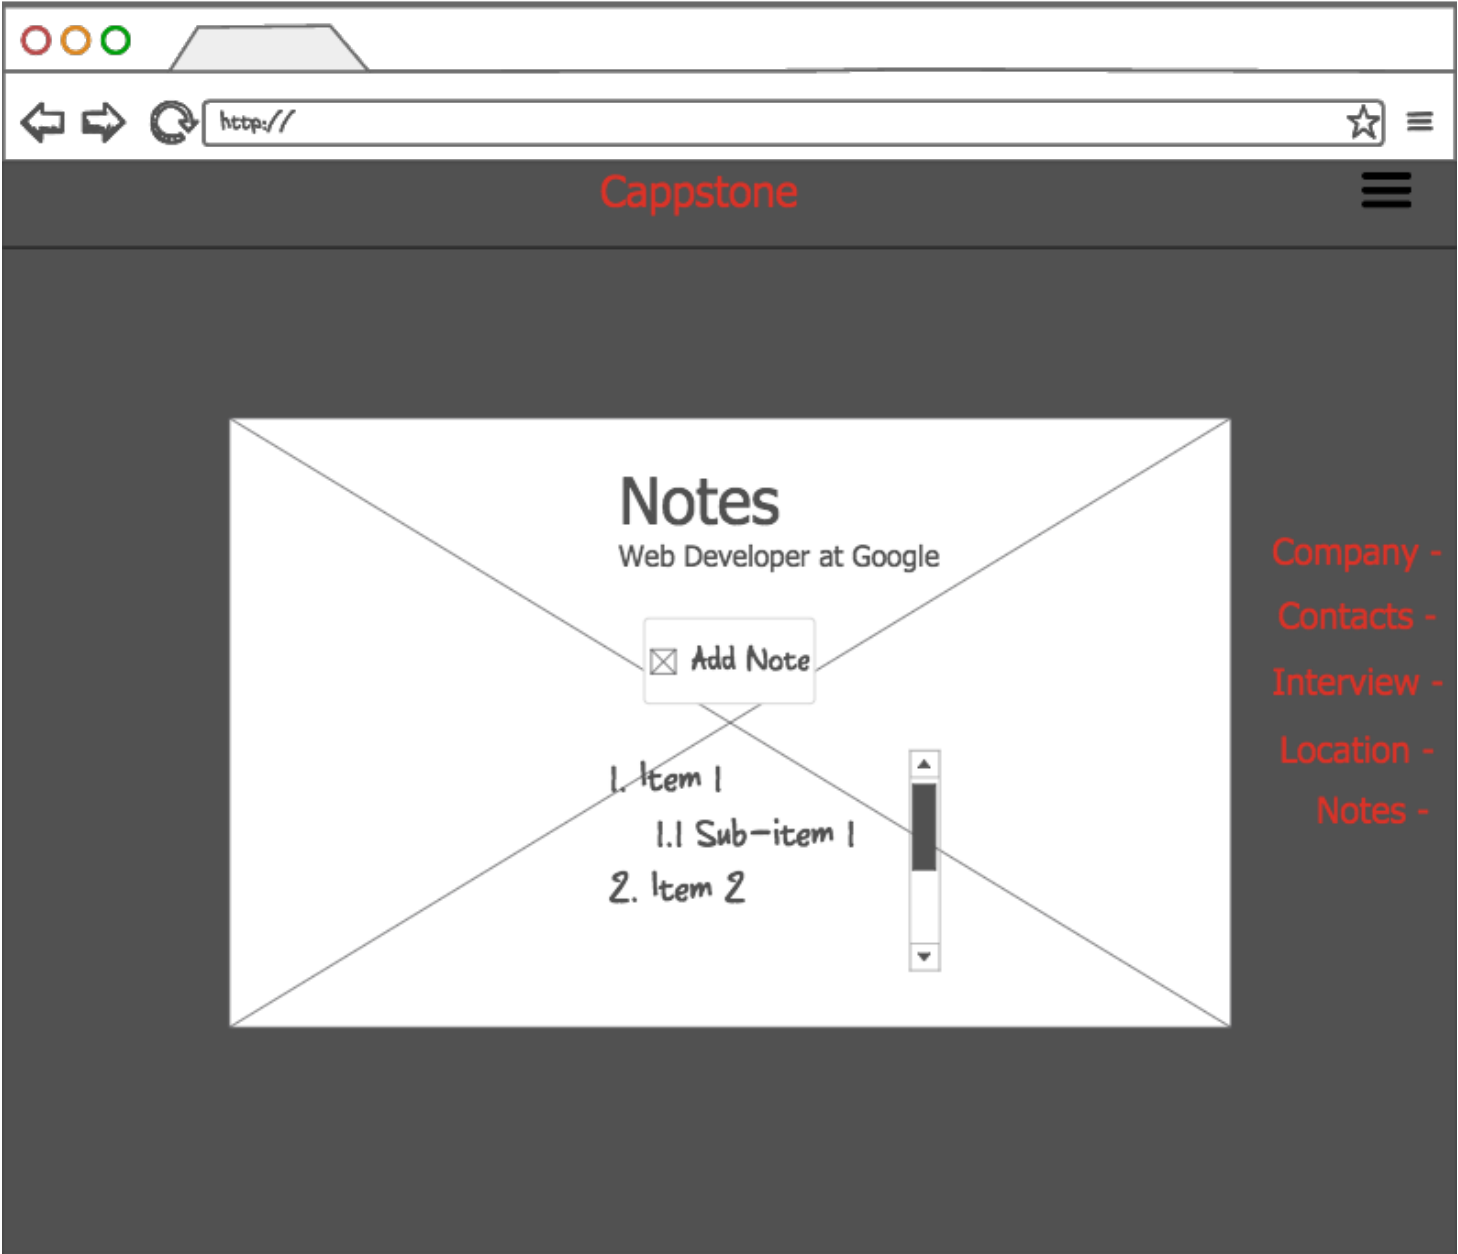 http://
Cappstone
Notes
Web Developer at Google
Add Note
1. Item 1
1.1 Sub-item 1
2. Item 2
Company -
Contacts -
Interview -
Location -
Notes -